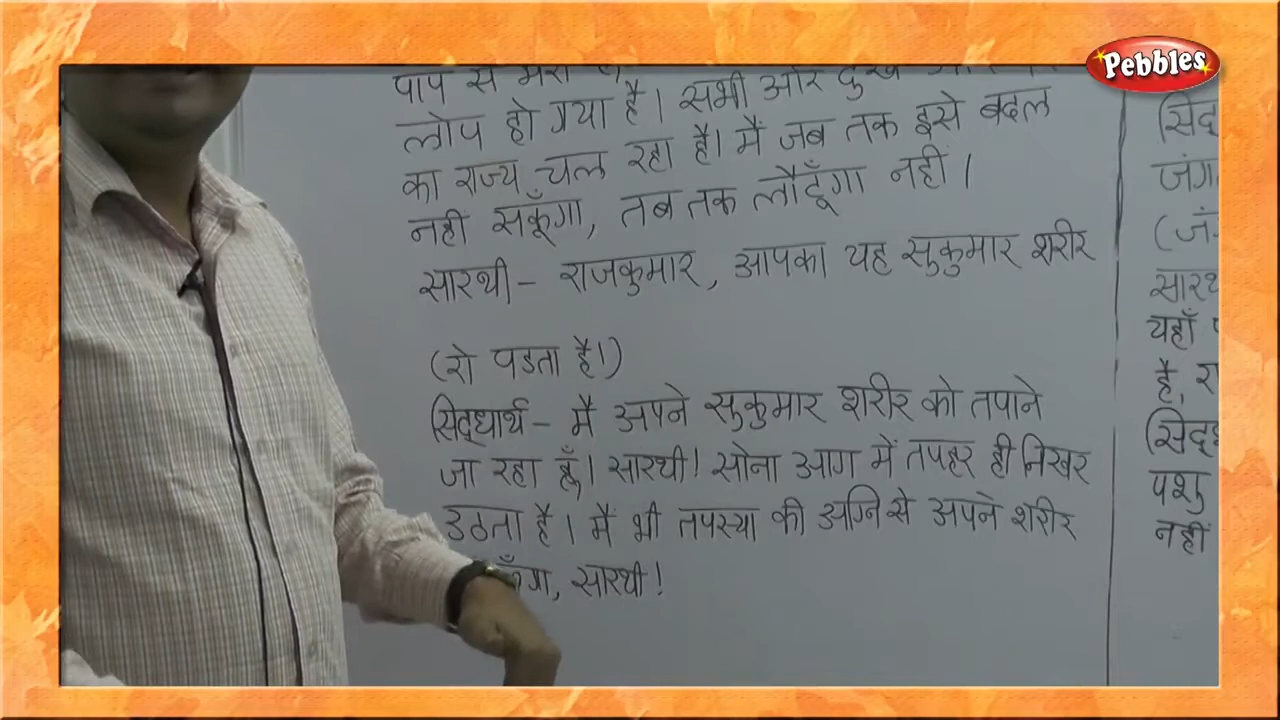 Pebbles
पाप से
लोप हो गया है। सभी ओर दुख
का राज्य चल रहा है। मैं जब तक इसे बदल
नही सकूँगा, तब तक लौटूँगा नहीं।
सारथी - राजकुमार, आपका यह सुकुमार शरीर
(रो पडता है।)
सिद्धार्थ - मै अपने सुकुमार शरीर को तपाने
जा रहा हूँ। सारथी! सोना आग में तपहर ही निखर
उठता है। मै भी तपस्या की अग्नि से अपने शरीर
सारथी!
सिद्
जंग
(जं
सारथ
यहाँ
है,
सिद्ध
पशु
नहीं